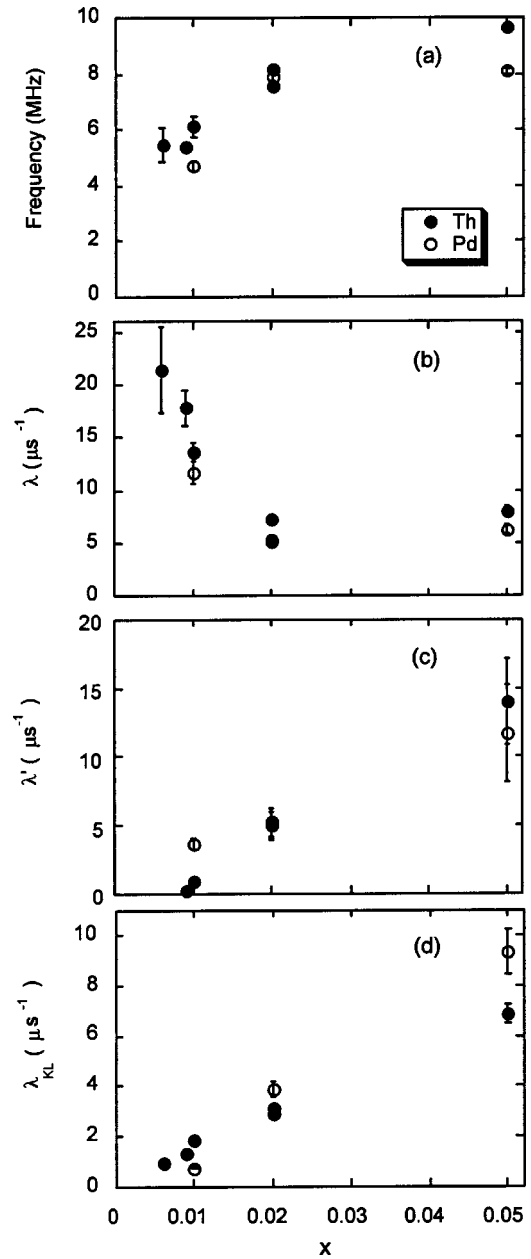 10
8
6
4
2
0
Frequency (MHz)
(a)
Th
Pd
25
20
15
10
5
0
λ (μs⁻¹)
(b)
20
15
10
5
0
λ' (μs⁻¹)
(c)
10
8
6
4
2
0
λ_KL (μs⁻¹)
(d)
0 0.01 0.02 0.03 0.04 0.05
x